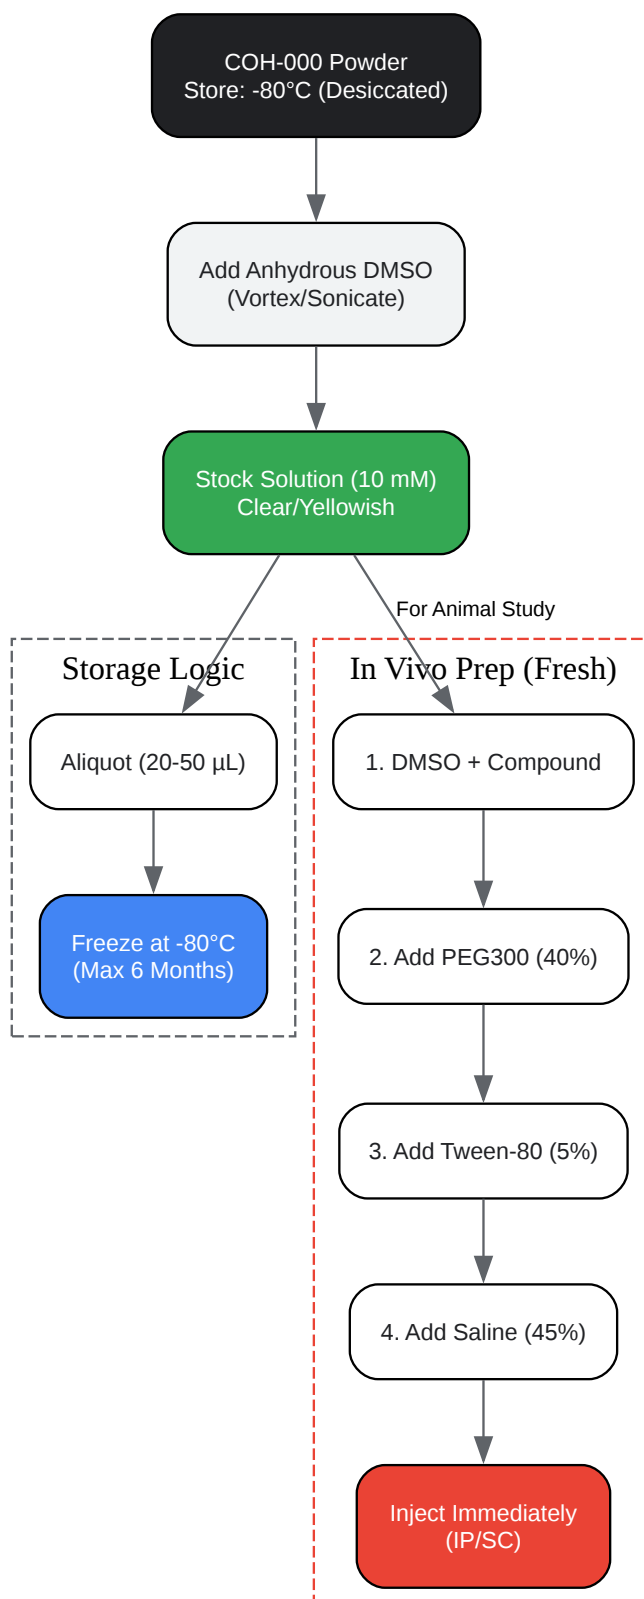 COH-000 Powder
Store: -80°C (Desiccated)
Add Anhydrous DMSO
(Vortex/Sonicate)
Stock Solution (10 mM)
Clear/Yellowish
For Animal Study
Storage Logic
Aliquot (20-50 µL)
Freeze at -80°C
(Max 6 Months)
In Vivo Prep (Fresh)
1. DMSO + Compound
2. Add PEG300 (40%)
3. Add Tween-80 (5%)
4. Add Saline (45%)
Inject Immediately
(IP/SC)